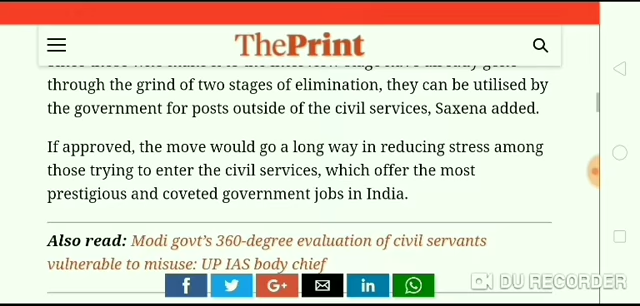 ThePrint
through the grind of two stages of elimination, they can be utilised by
the government for posts outside of the civil services, Saxena added.
If approved, the move would go a long way in reducing stress among
those trying to enter the civil services, which offer the most
prestigious and coveted government jobs in India.
Also read: Modi govt's 360-degree evaluation of civil servants
vulnerable to misuse: UP IAS body chief
f G+ in
DU RECORDER